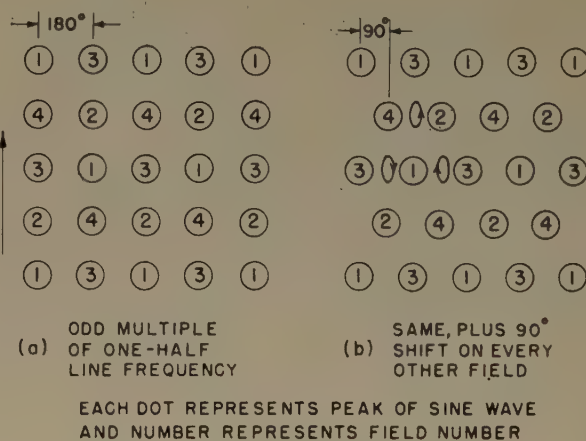 180° 90°
1 3 1 3 1 1 3 1 3 1
4 2 4 2 4 4 2 4 2
3 1 3 1 3 3 1 3 1 3
2 4 2 4 2 2 4 2 4
1 3 1 3 1 1 3 1 3 1
(a) ODD MULTIPLE
OF ONE-HALF
LINE FREQUENCY
(b) SAME, PLUS 90°
SHIFT ON EVERY
OTHER FIELD
EACH DOT REPRESENTS PEAK OF SINE WAVE
AND NUMBER REPRESENTS FIELD NUMBER